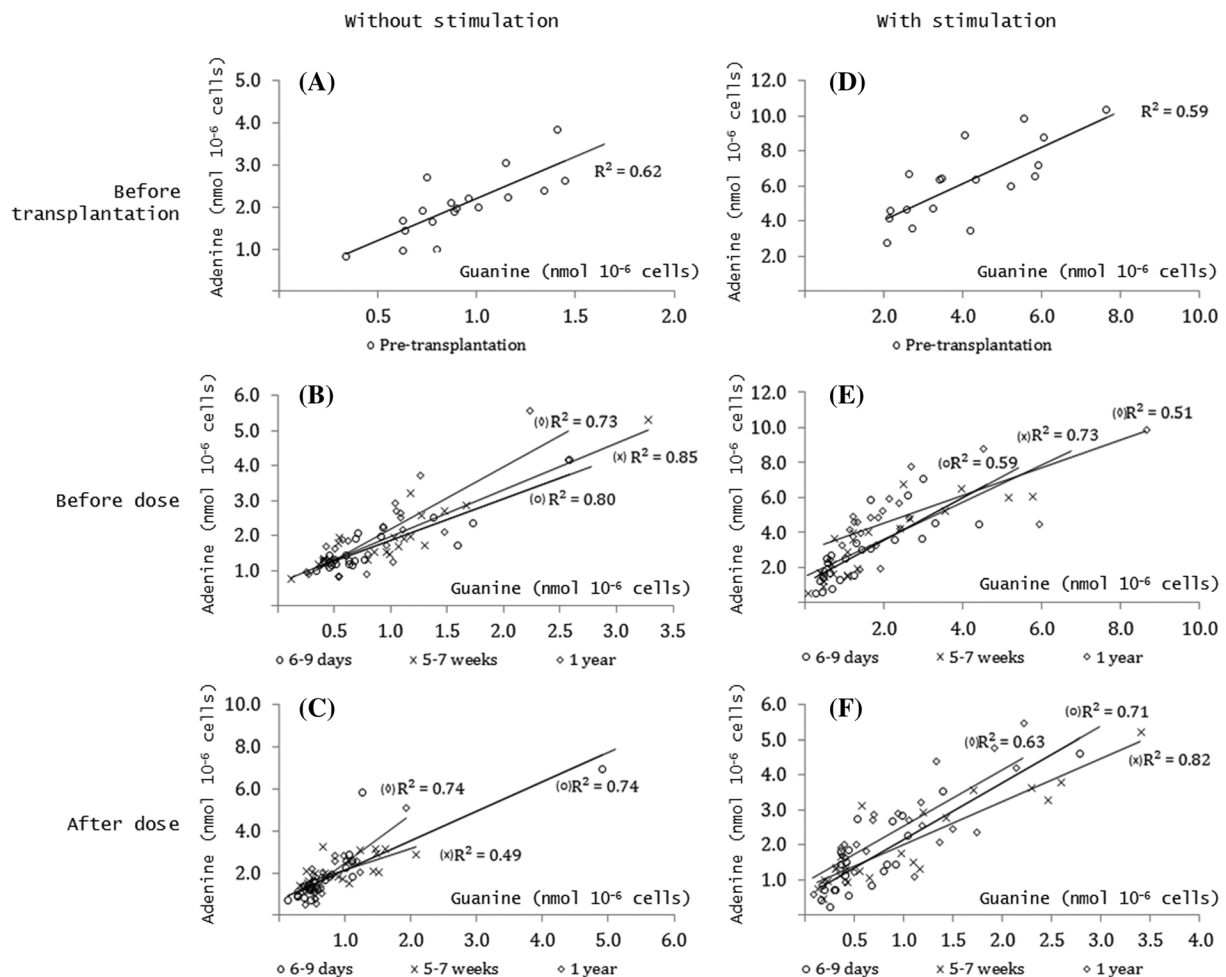 Without stimulation
With stimulation
Before transplantation
(A)
Adenine (nmol 10⁻⁶ cells)
5.0
4.0
3.0
2.0
1.0
R² = 0.62
Guanine (nmol 10⁻⁶ cells)
0.5 1.0 1.5 2.0
o Pre-transplantation
(D)
Adenine (nmol 10⁻⁶ cells)
12.0
10.0
8.0
6.0
4.0
2.0
R² = 0.59
Guanine (nmol 10⁻⁶ cells)
2.0 4.0 6.0 8.0 10.0
o Pre-transplantation
Before dose
(B)
Adenine (nmol 10⁻⁶ cells)
6.0
5.0
4.0
3.0
2.0
1.0
(◊)R² = 0.73
(x) R² = 0.85
(o) R² = 0.80
Guanine (nmol 10⁻⁶ cells)
0.5 1.0 1.5 2.0 2.5 3.0 3.5
o 6-9 days × 5-7 weeks ◊ 1 year
(E)
Adenine (nmol 10⁻⁶ cells)
12.0
10.0
8.0
6.0
4.0
2.0
(◊)R² = 0.51
(x)R² = 0.73
(o)R² = 0.59
Guanine (nmol 10⁻⁶ cells)
2.0 4.0 6.0 8.0 10.0
o 6-9 days × 5-7 weeks ◊ 1 year
After dose
(C)
Adenine (nmol 10⁻⁶ cells)
10.0
8.0
6.0
4.0
2.0
(◊)R² = 0.74
(o)R² = 0.74
(x)R² = 0.49
Guanine (nmol 10⁻⁶ cells)
1.0 2.0 3.0 4.0 5.0 6.0
o 6-9 days × 5-7 weeks ◊ 1 year
(F)
Adenine (nmol 10⁻⁶ cells)
6.0
5.0
4.0
3.0
2.0
1.0
(o)R² = 0.71
(◊)R² = 0.63
(x)R² = 0.82
Guanine (nmol 10⁻⁶ cells)
0.5 1.0 1.5 2.0 2.5 3.0 3.5 4.0
o 6-9 days × 5-7 weeks ◊ 1 year